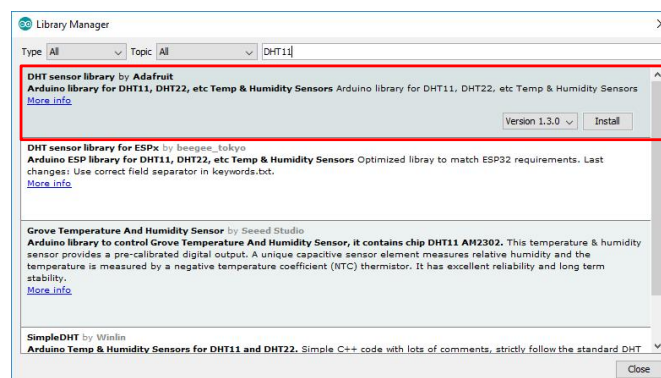 Library Manager
Type All Topic All DHT11
DHT sensor library by Adafruit
Arduino library for DHT11, DHT22, etc Temp & Humidity Sensors Arduino library for DHT11, DHT22, etc Temp & Humidity Sensors
More info
Version 1.3.0 Install
DHT sensor library for ESPx by beegee_tokyo
Arduino ESP library for DHT11, DHT22, etc Temp & Humidity Sensors Optimized libray to match ESP32 requirements. Last
changes: Use correct field separator in keywords.txt.
More info
Grove Temperature And Humidity Sensor by Seeed Studio
Arduino library to control Grove Temperature And Humidity Sensor, it contains chip DHT11 AM2302. This temperature & humidity
sensor provides a pre-calibrated digital output. A unique capacitive sensor element measures relative humidity and the
temperature is measured by a negative temperature coefficient (NTC) thermistor. It has excellent reliability and long term
stability.
More info
SimpleDHT by Winlin
Arduino Temp & Humidity Sensors for DHT11 and DHT22. Simple C++ code with lots of comments, strictly follow the standard DHT
Close